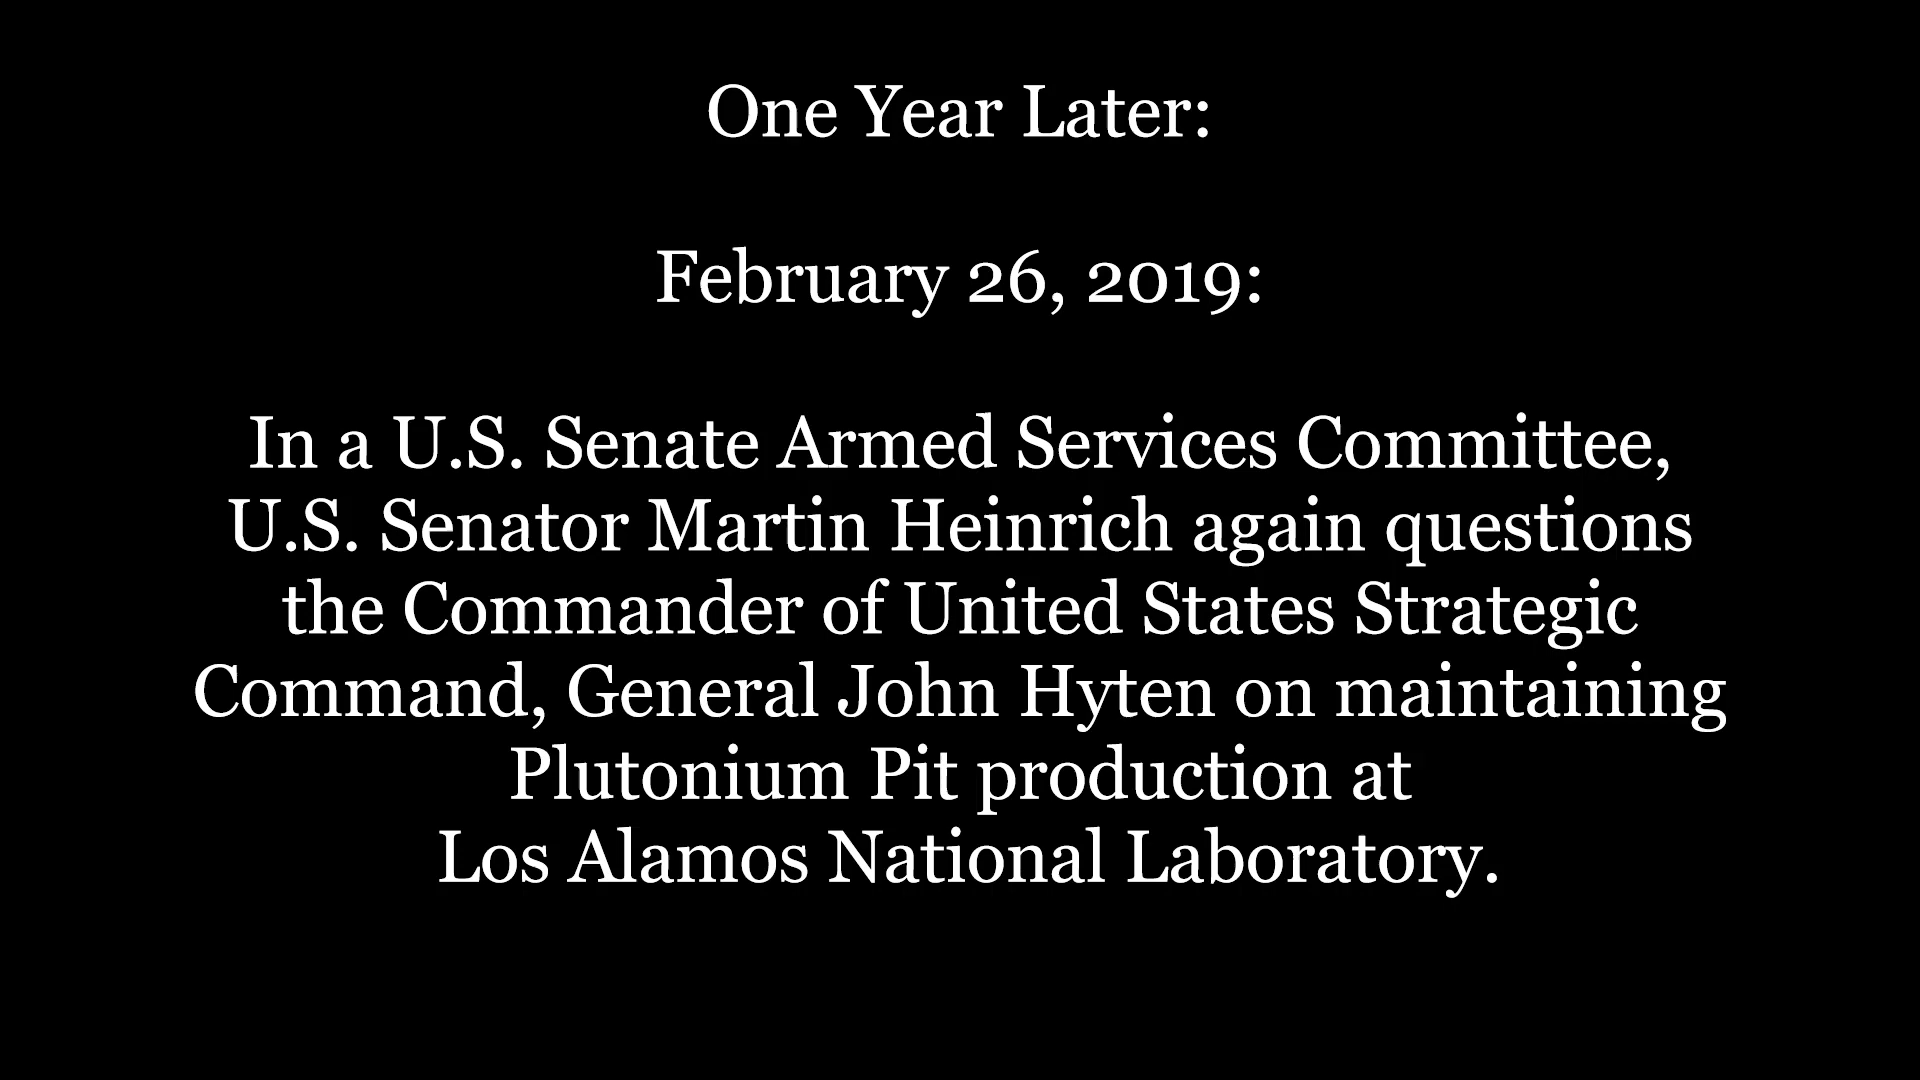 One Year Later:
February 26, 2019:
In a U.S. Senate Armed Services Committee,
U.S. Senator Martin Heinrich again questions
the Commander of United States Strategic
Command, General John Hyten on maintaining
Plutonium Pit production at
Los Alamos National Laboratory.